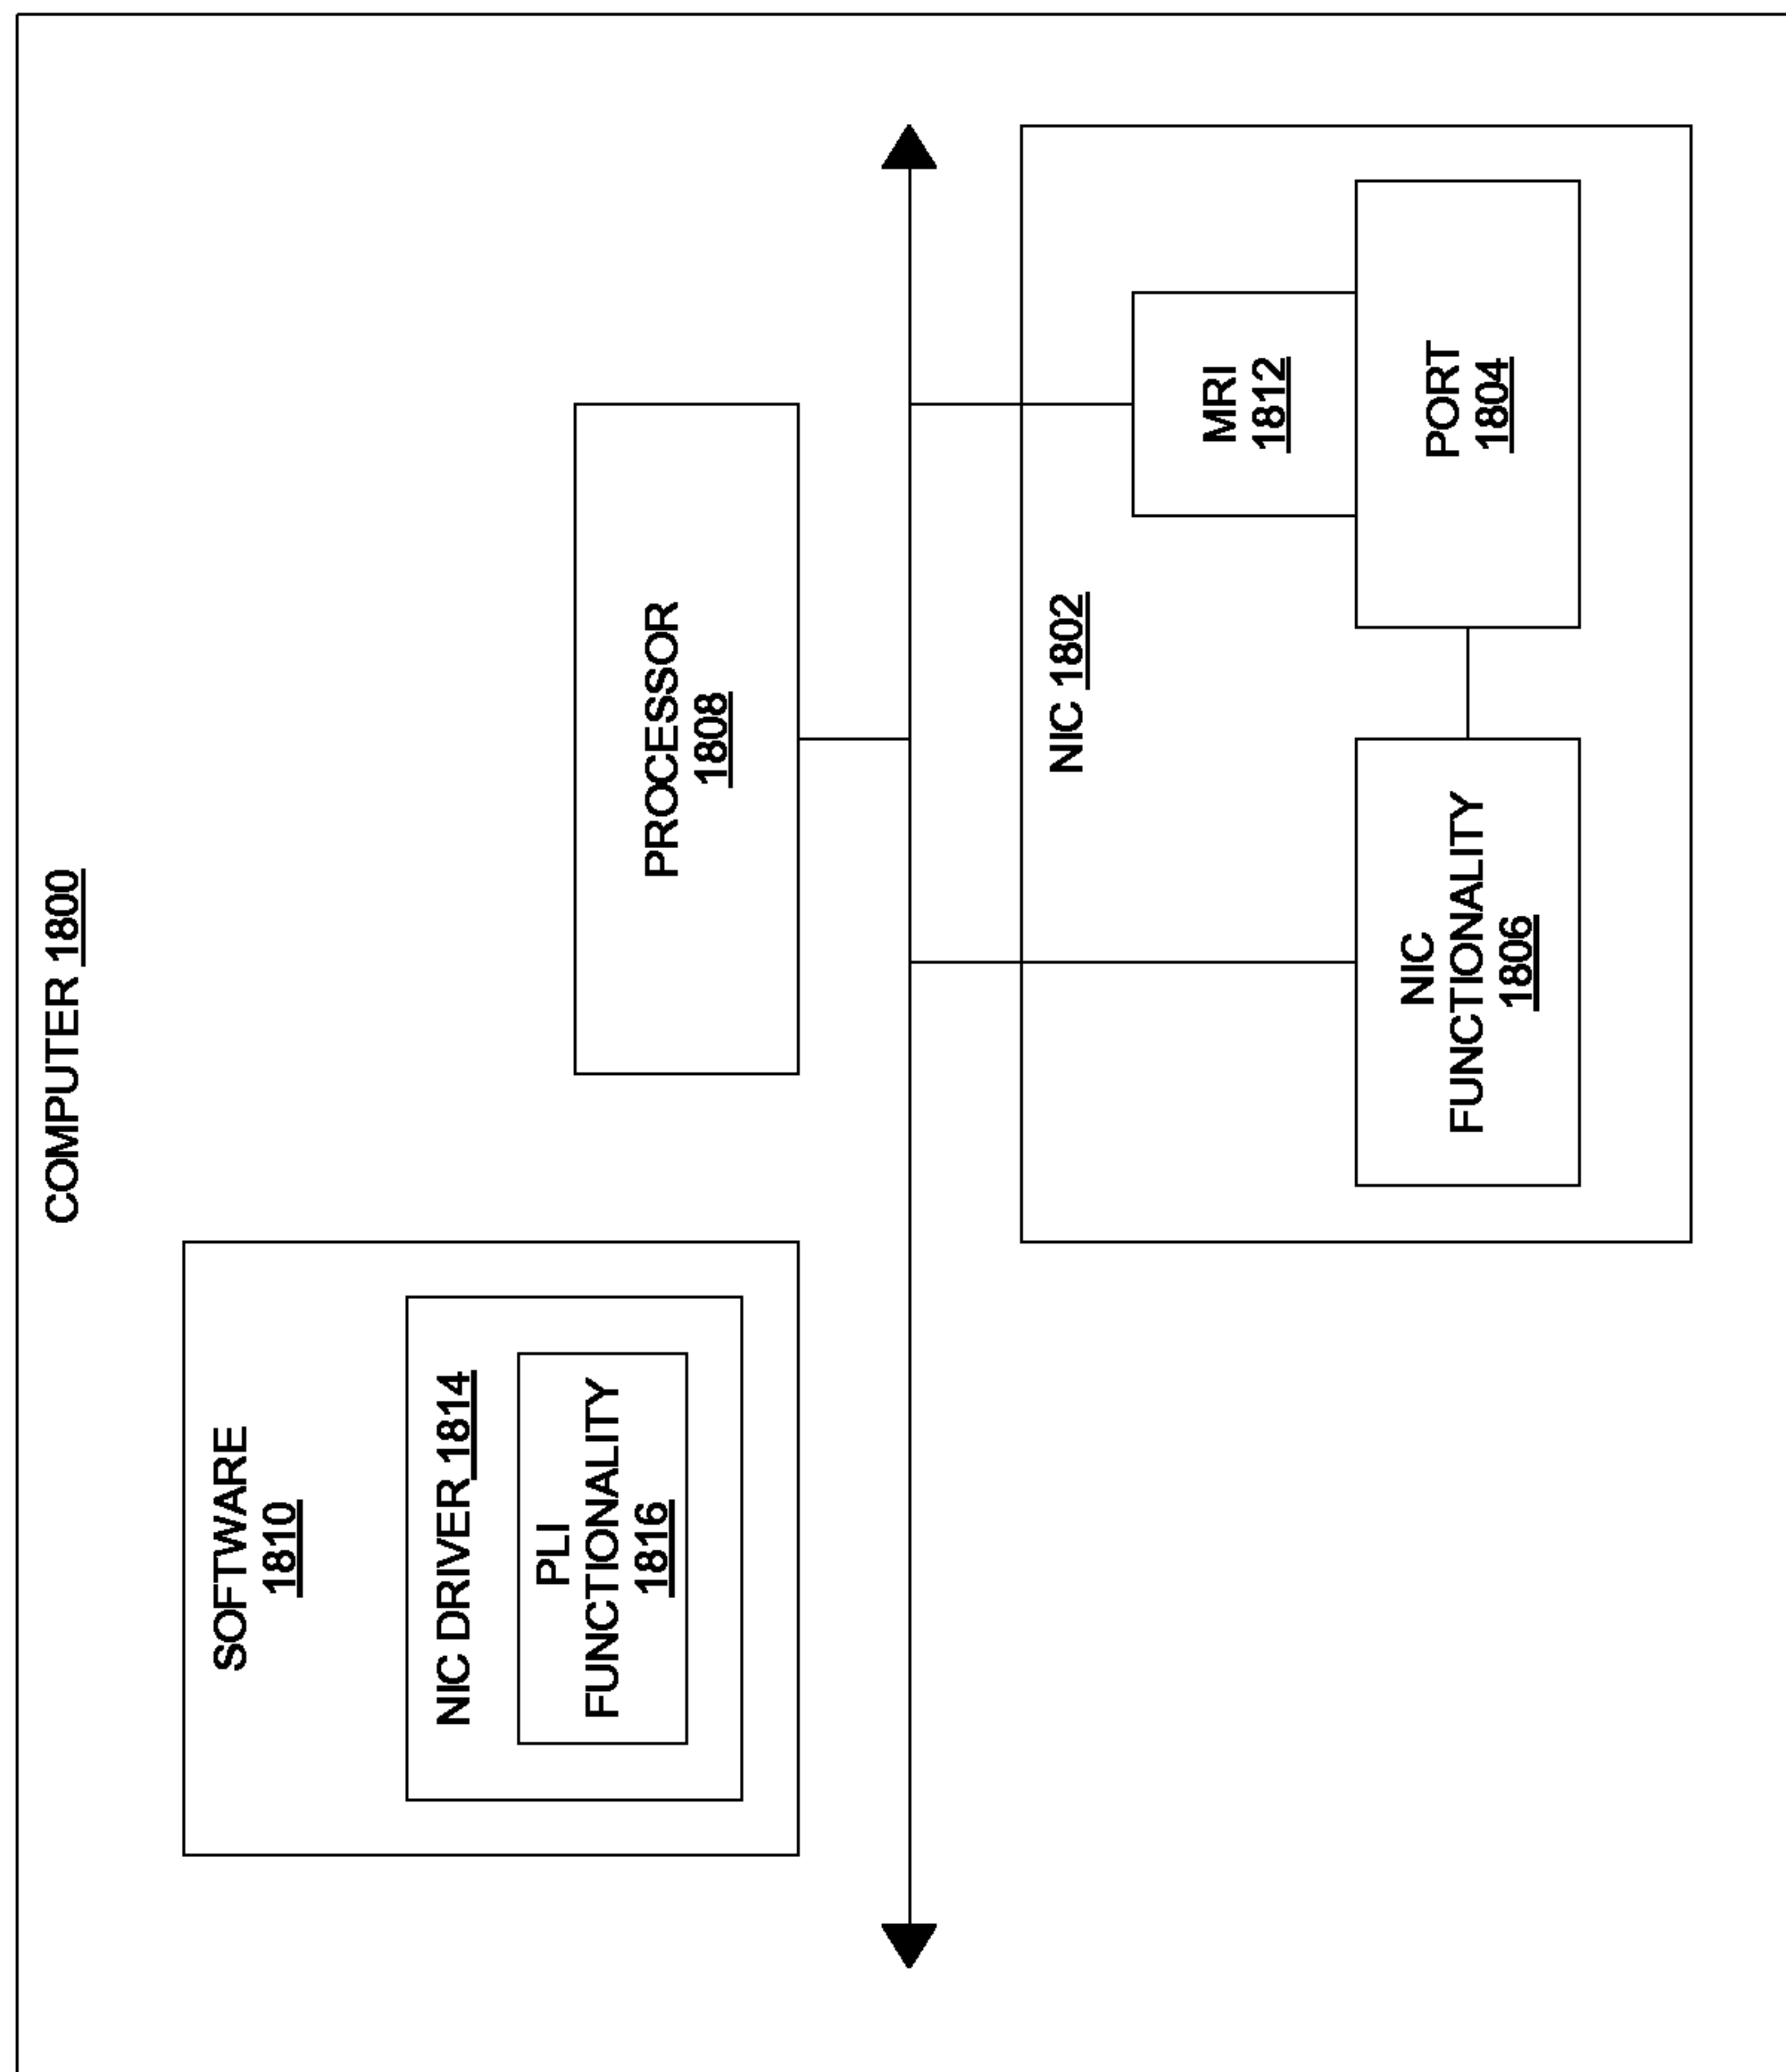 COMPUTER 1800
SOFTWARE
1810
NIC DRIVER 1814
PLI
FUNCTIONALITY
1816
PROCESSOR
1808
NIC 1802
NIC
FUNCTIONALITY
1806
MRI
1812
PORT
1804